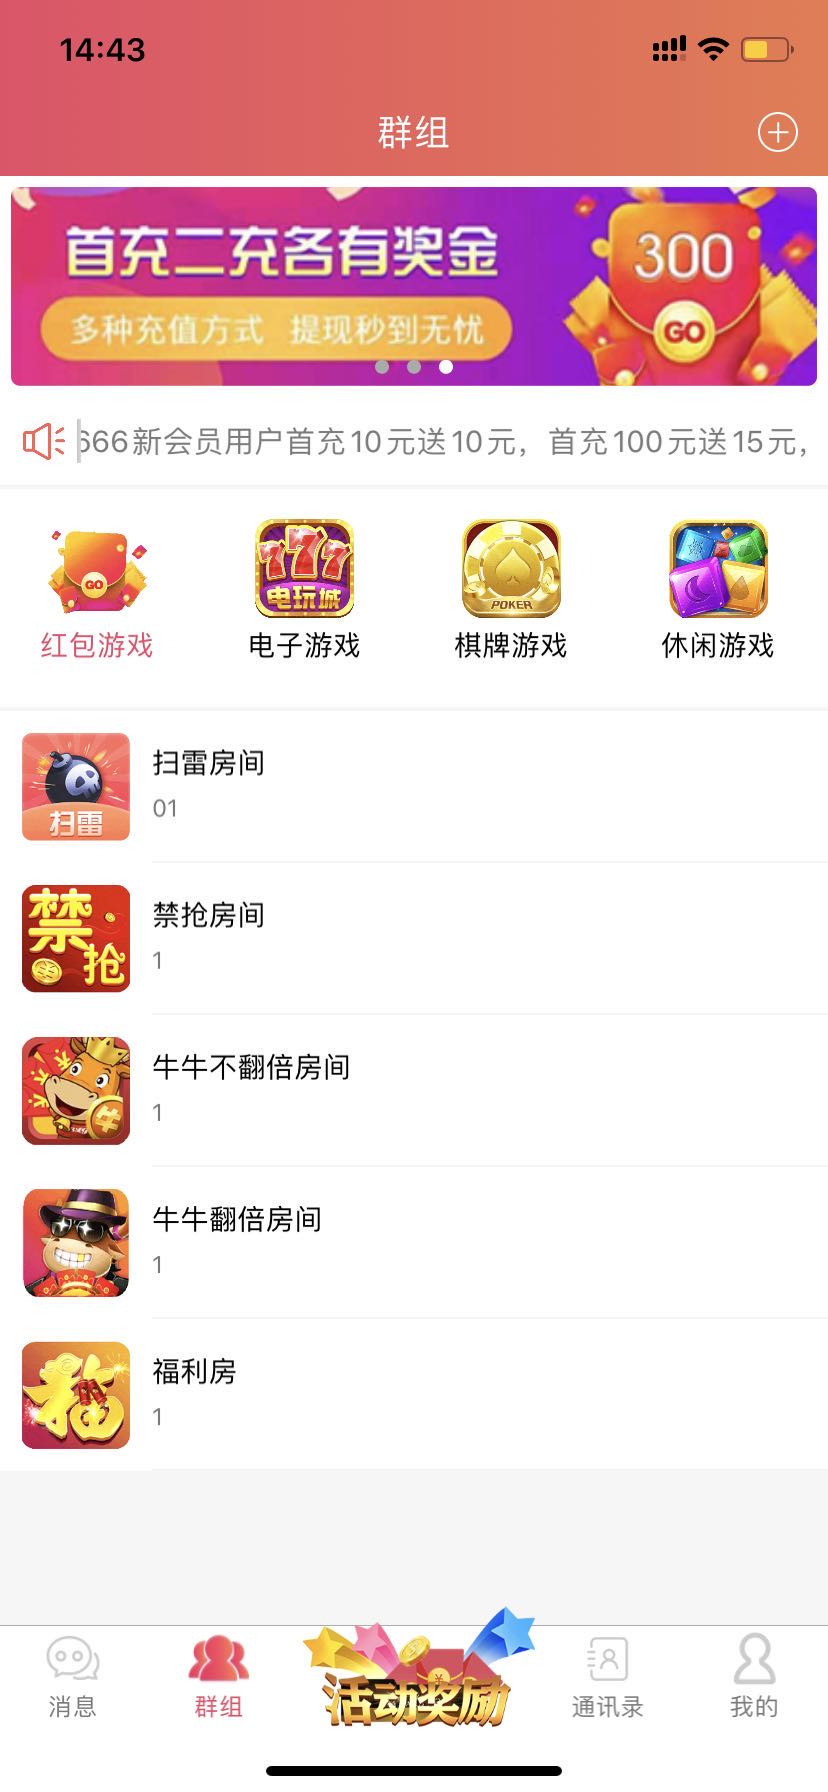 14:43
群组
首充二充各有奖金
300
多种充值方式 提现秒到无忧
GO
666新会员用户首充10元送10元，首充100元送15元，
GO
777
电玩城
POKER
红包游戏
电子游戏
棋牌游戏
休闲游戏
扫雷
扫雷房间
01
禁抢
禁抢房间
1
牛牛不翻倍房间
1
牛牛翻倍房间
1
福
福利房
1
消息
群组
活动奖励
通讯录
我的